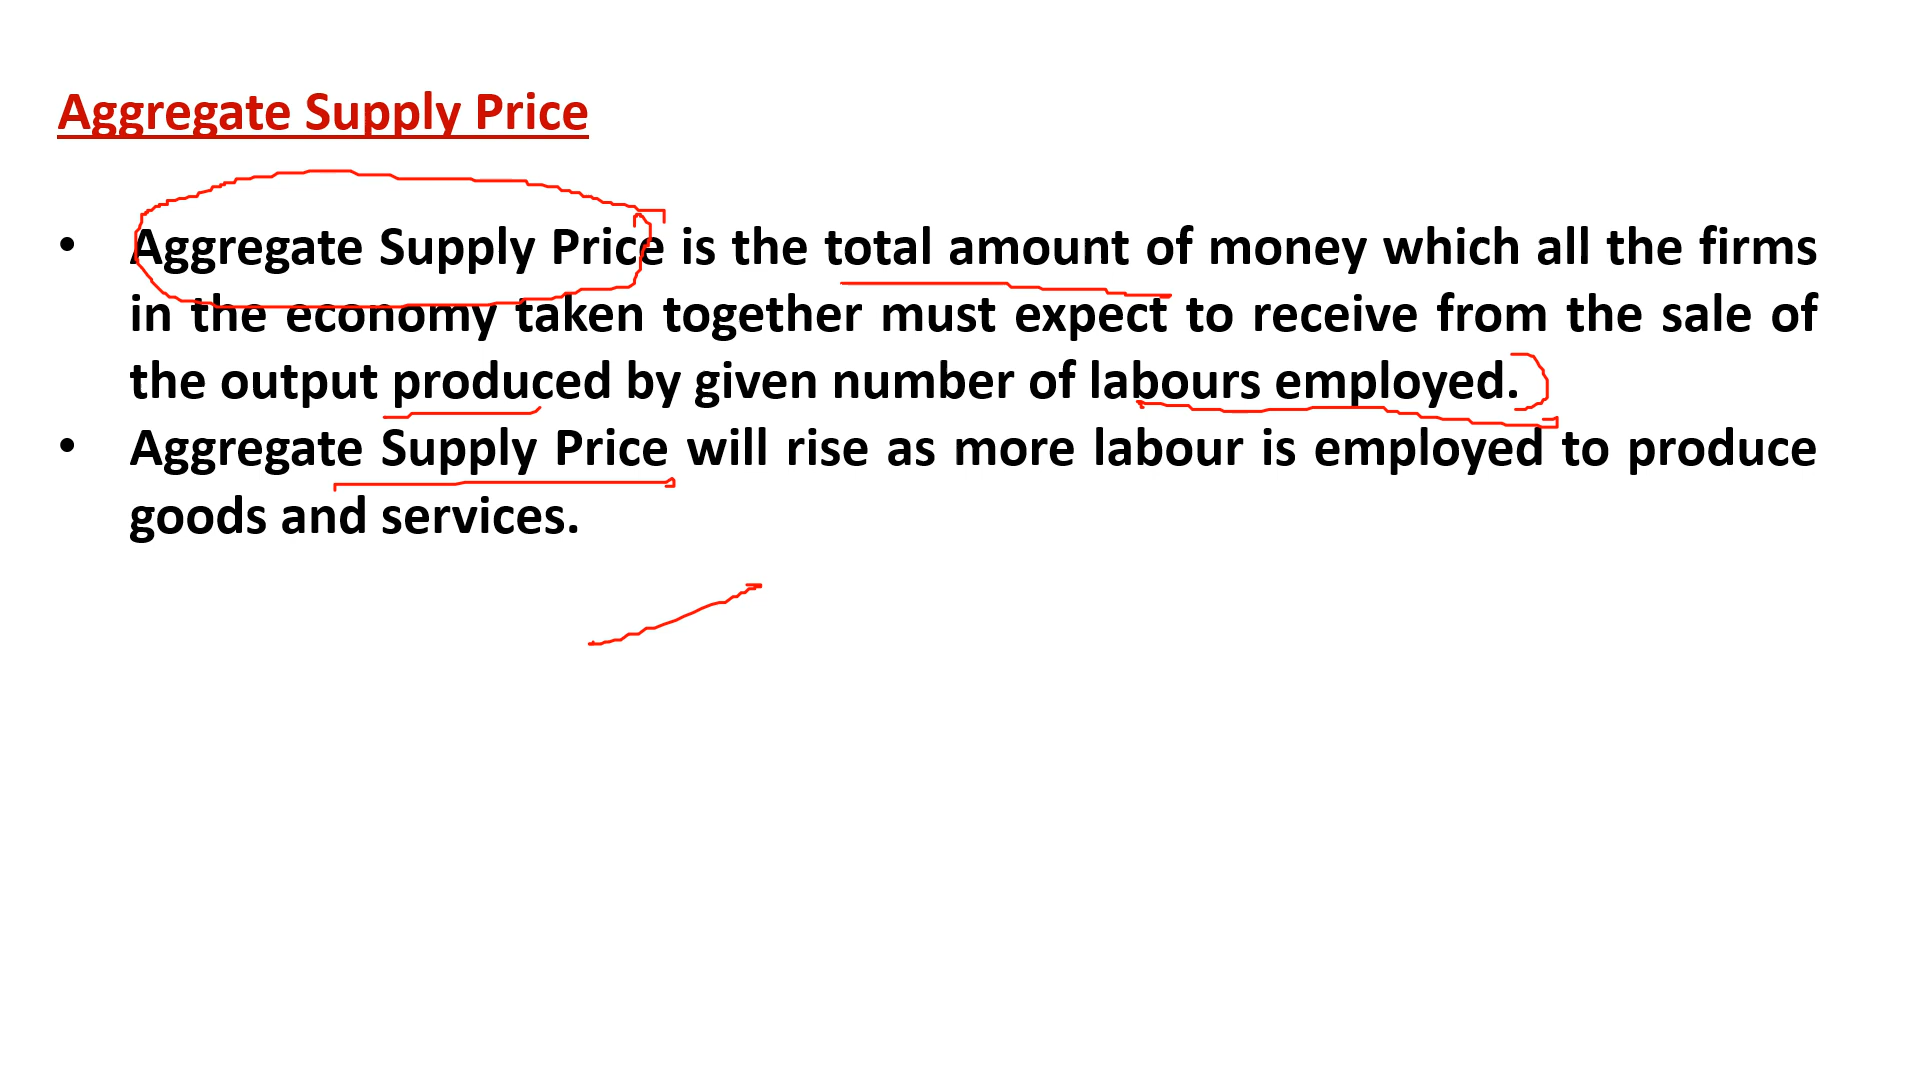 Aggregate Supply Price
• Aggregate Supply Price is the total amount of money which all the firms
in the economy taken together must expect to receive from the sale of
the output produced by given number of labours employed.
• Aggregate Supply Price will rise as more labour is employed to produce
goods and services.